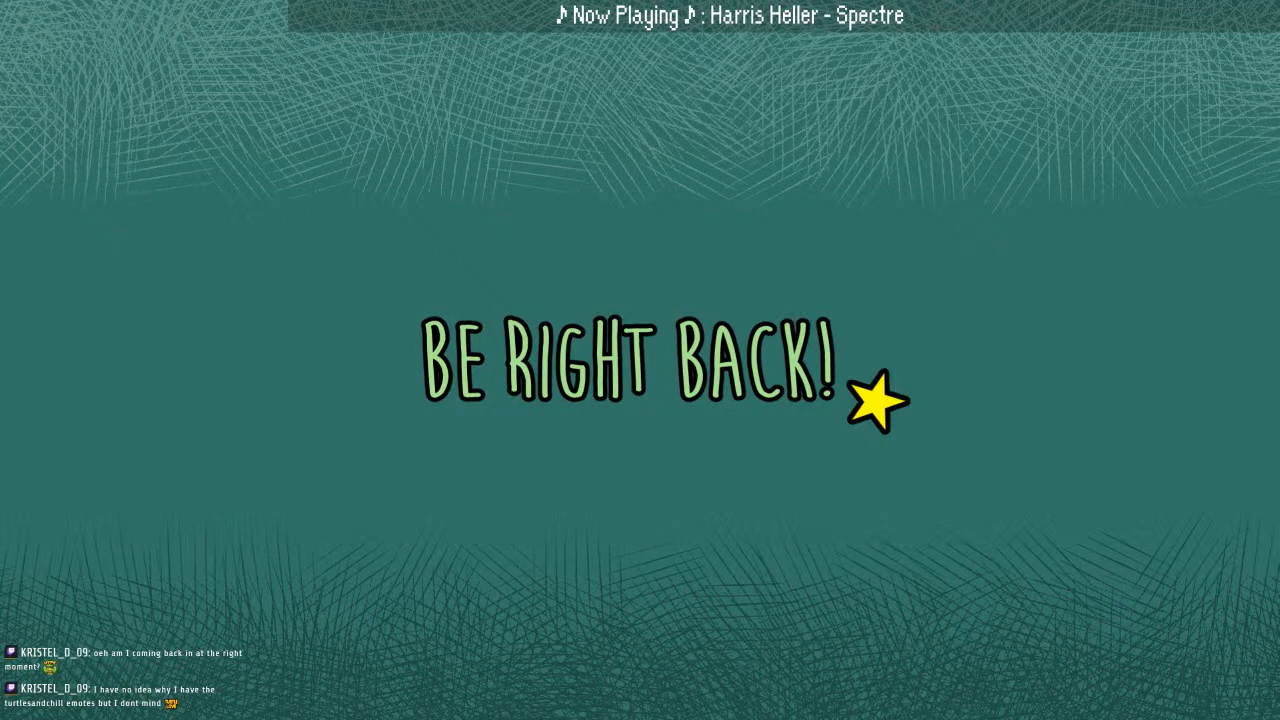 ♪ Now Playing ♪ : Harris Heller - Spectre
BE RIGHT BACK!
KRISTEL_D_09: oeh am I coming back in at the right
moment?
KRISTEL_D_09: I have no idea why I have the
turtlesandchill emotes but I dont mind